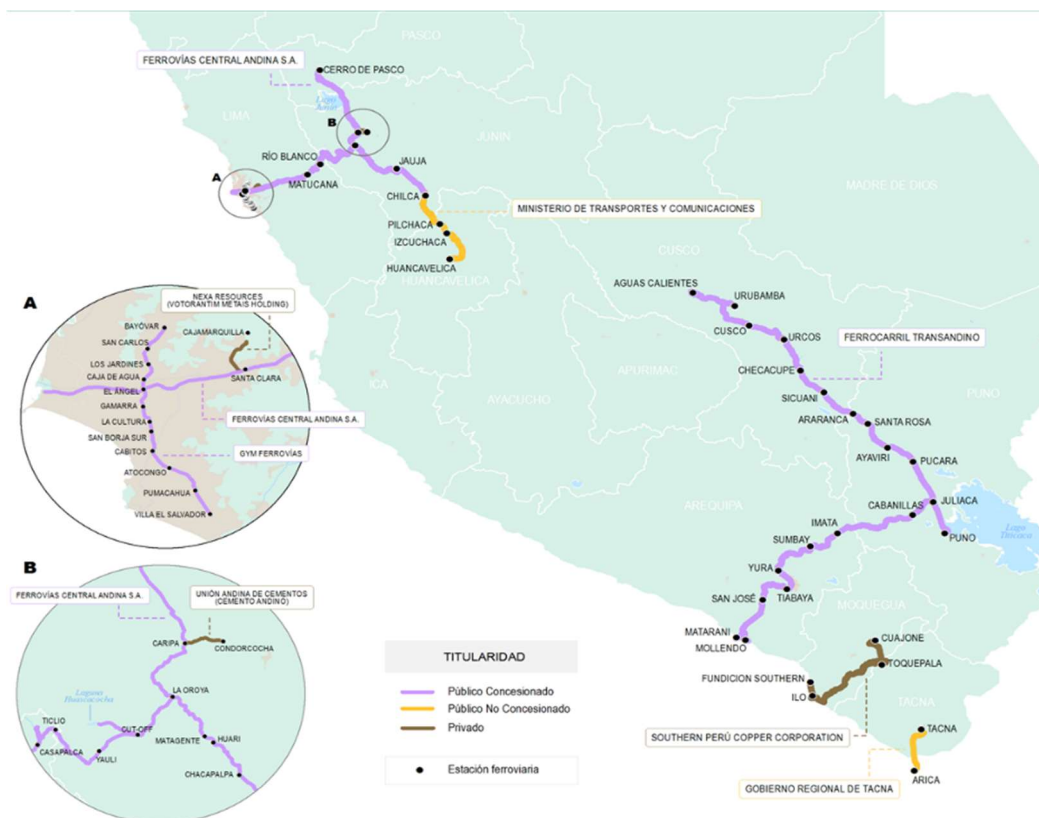 PASCO
FERROVÍAS CENTRAL ANDINA S.A.
CERRO DE PASCO
LIMA
B
JUNIN
RÍO BLANCO
JAUJA
A
MATUCANA
CHILCA
MADRE DE DIOS
MINISTERIO DE TRANSPORTES Y COMUNICACIONES
PILCHACA
IZCUCHACA
HUANCAVELICA
HUANCAVELICA
CUSCO
AGUAS CALIENTES
URUBAMBA
CUSCO
URCOS
FERROCARRIL TRANSANDINO
CHECACUPE
APURIMAC
ICA
AYACUCHO
SICUANI
PUNO
ARARANCA
SANTA ROSA
AYAVIRI
PUCARA
AREQUIPA
CABANILLAS
JULIACA
IMATA
SUMBAY
PUNO
Lago
Titicaca
YURA
SAN JOSÉ
TIABAYA
MOQUEGUA
MATARANI
MOLLENDO
CUAJONE
TOQUEPALA
FUNDICION SOUTHERN
ILO
TACNA
SOUTHERN PERÚ COPPER CORPORATION
TACNA
GOBIERNO REGIONAL DE TACNA
ARICA
A
NEXA RESOURCES
(VOTORANTIM METAIS HOLDING)
BAYÓVAR
CAJAMARQUILLA
SAN CARLOS
LOS JARDINES
CAJA DE AGUA
SANTA CLARA
EL ÁNGEL
GAMARRA
FERROVÍAS CENTRAL ANDINA S.A.
LA CULTURA
SAN BORJA SUR
CABITOS
GYM FERROVÍAS
ATOCONGO
PUMACAHUA
VILLA EL SALVADOR
B
FERROVÍAS CENTRAL ANDINA S.A.
UNIÓN ANDINA DE CEMENTOS
(CEMENTO ANDINO)
CARIPA
CONDORCOCHA
LA OROYA
Laguna
TICLIO
CUT-OFF
CASAPALCA
YAULI
MATAGENTE
HUARI
CHACAPALPA
TITULARIDAD
Público Concesionado
Público No Concesionado
Privado
Estación ferroviaria